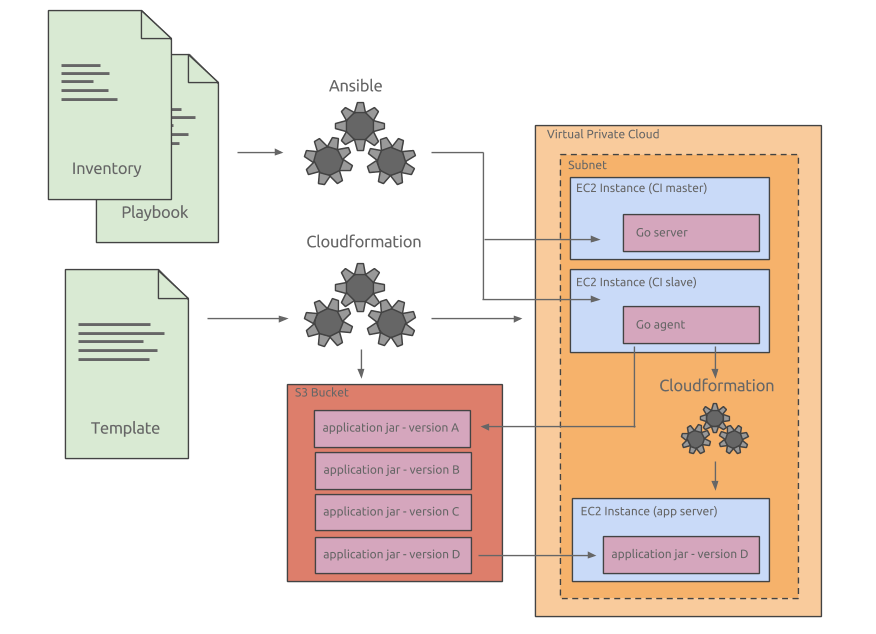 Inventory
Playbook
Template
Ansible
Cloudformation
S3 Bucket
application jar - version A
application jar - version B
application jar - version C
application jar - version D
Virtual Private Cloud
Subnet
EC2 Instance (CI master)
Go server
EC2 Instance (CI slave)
Go agent
Cloudformation
EC2 Instance (app server)
application jar - version D